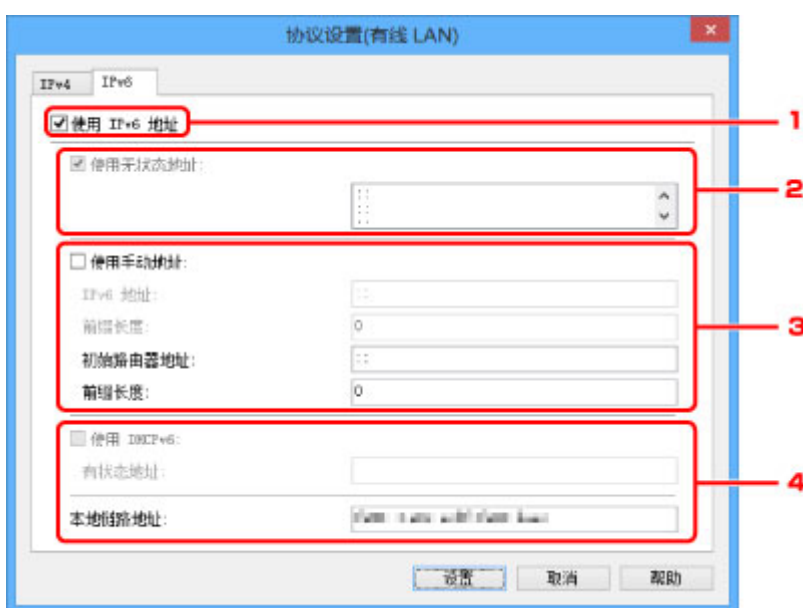 协议设置(有线 LAN)
IPv4 IPv6
使用 IPv6 地址
1
使用无状态地址:
::
::
::
2
使用手动地址:
IPv6 地址: ::
前缀长度: 0
3
初始路由器地址: ::
前缀长度: 0
使用 DHCPv6:
有状态地址:
4
本地链路地址:
设置 取消 帮助